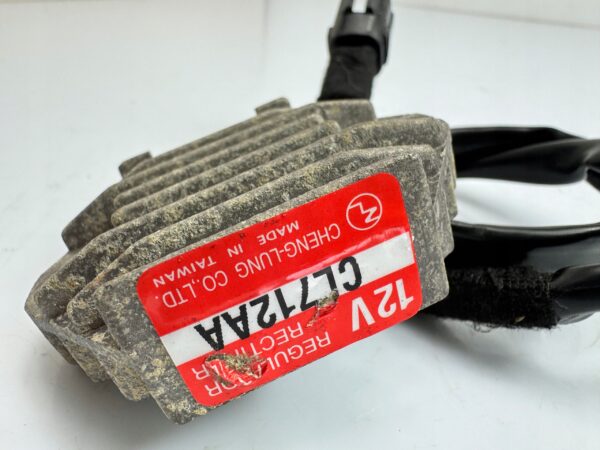 REGULATOR
RECTIFIER
12V
CL712AA
CHENG-LUNG CO.,LTD.
MADE IN TAIWAN